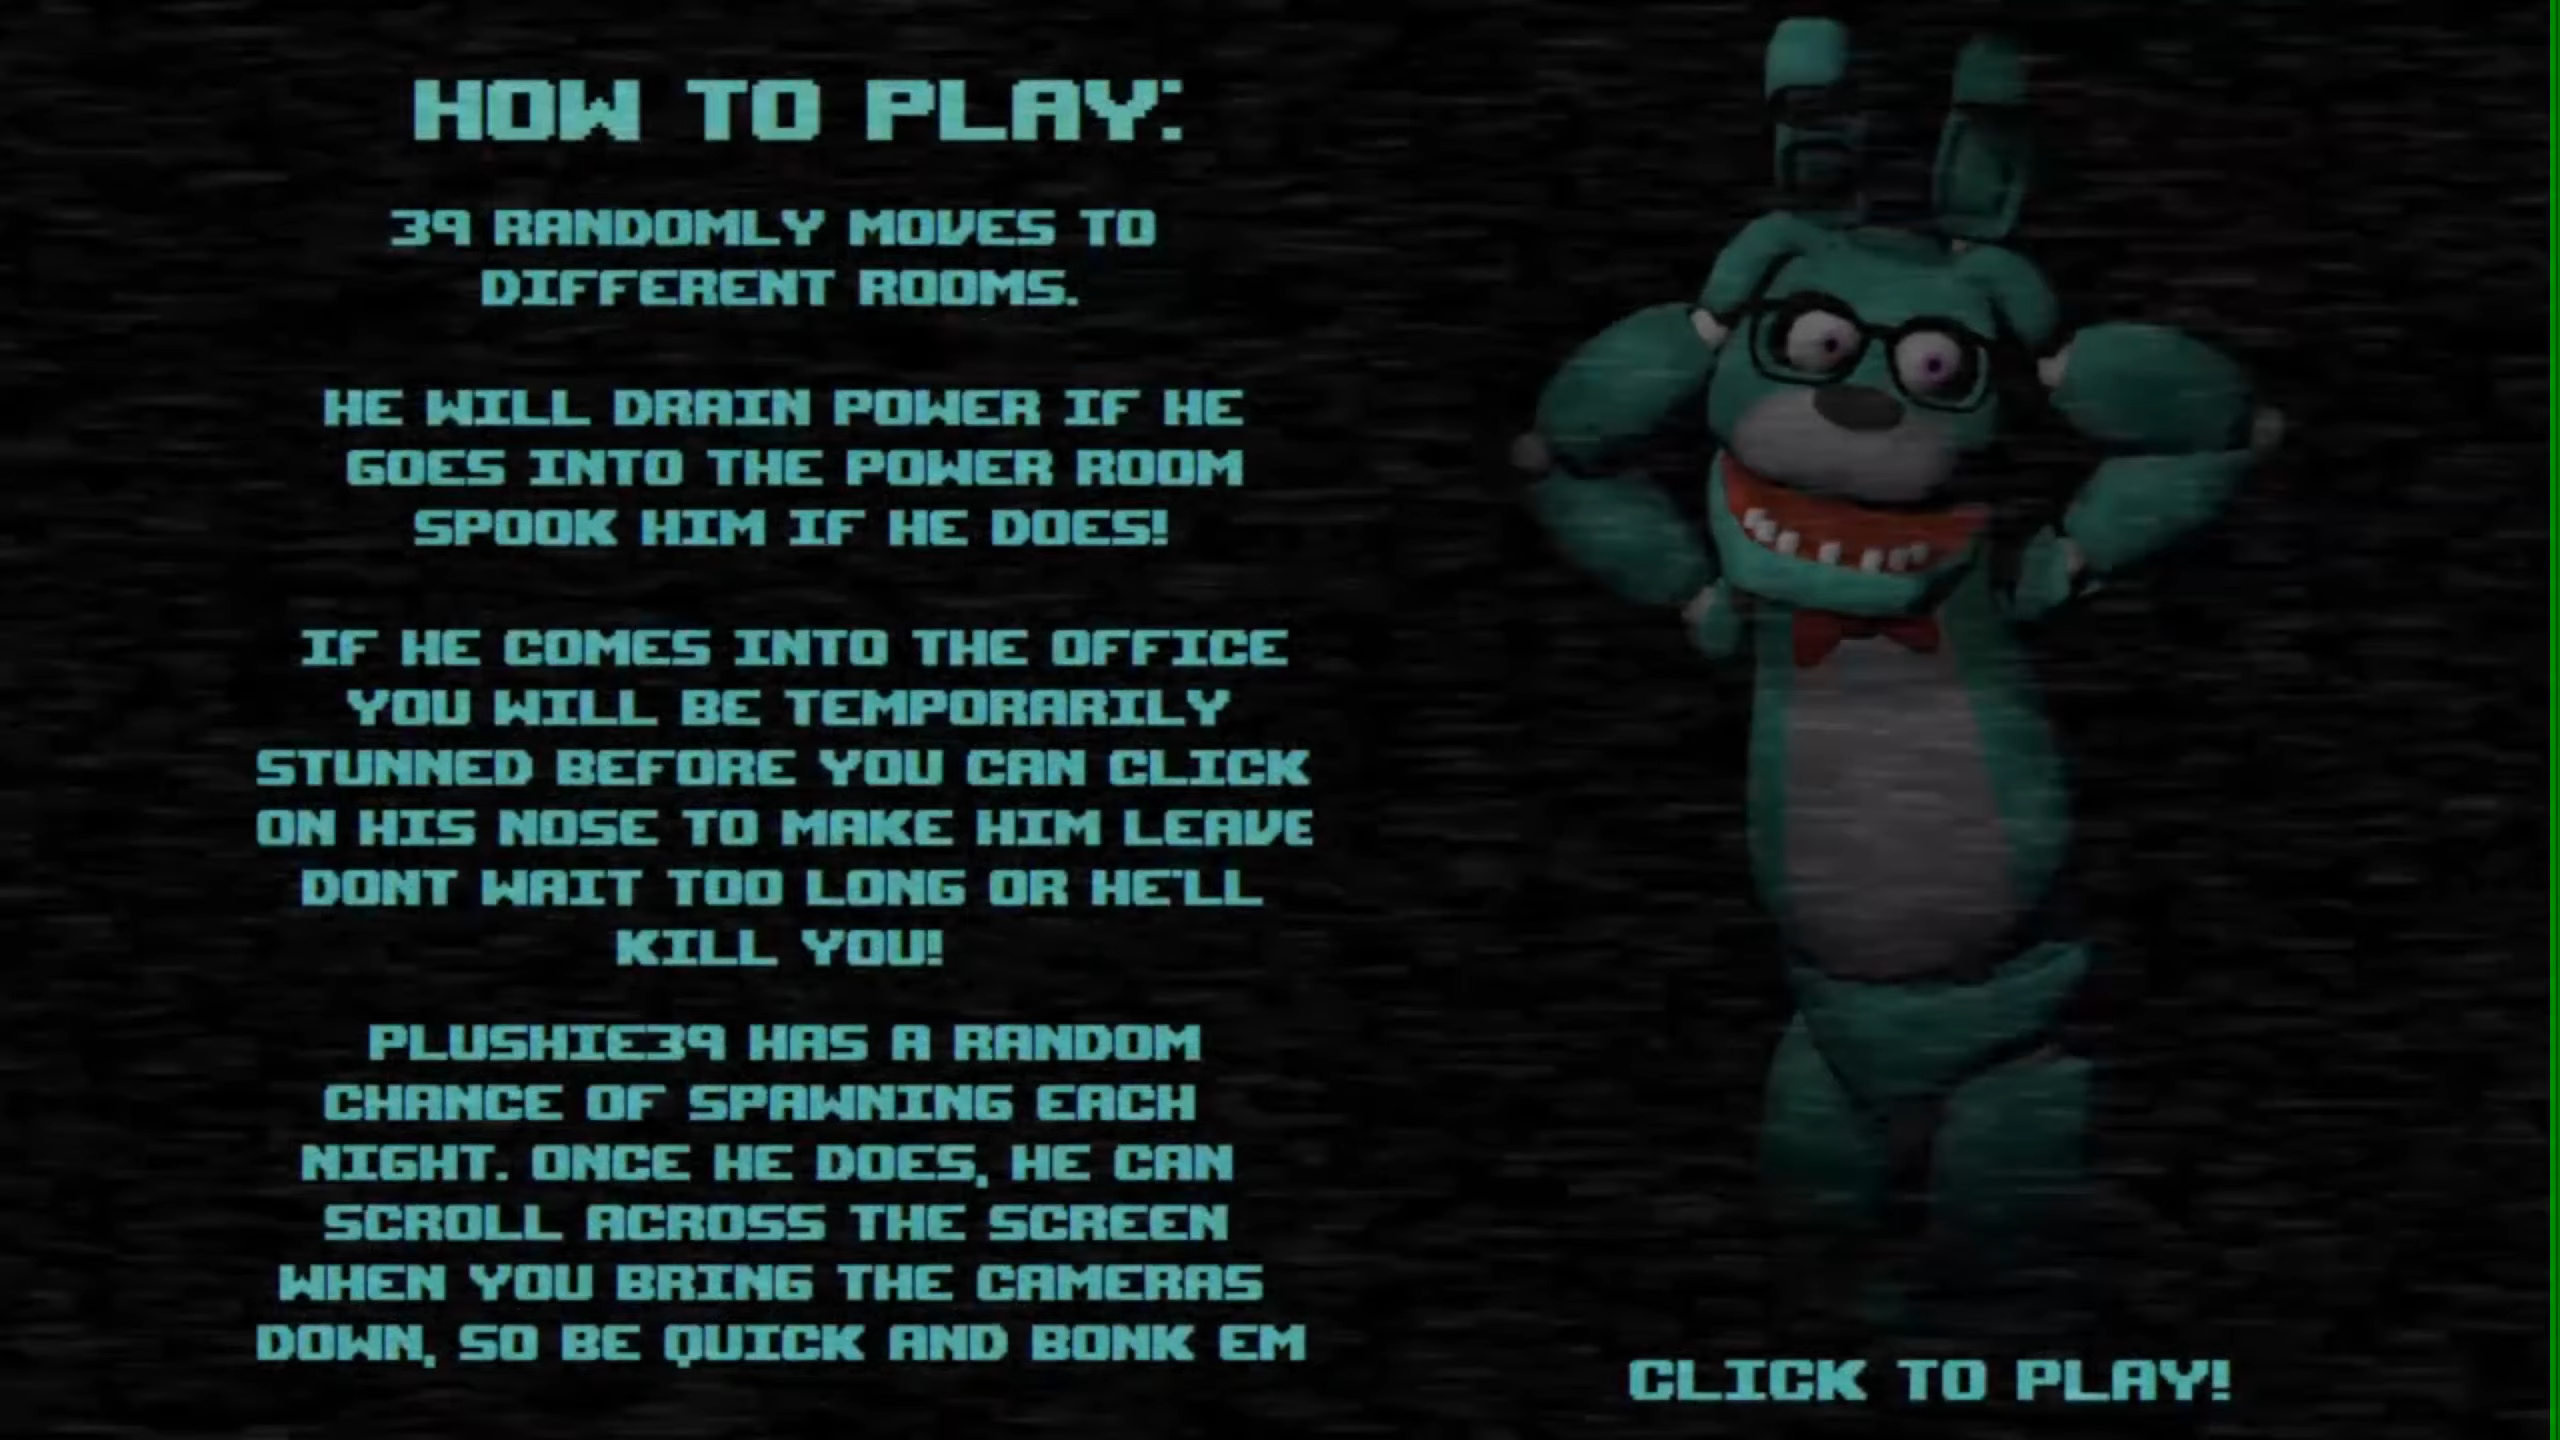 HOW TO PLAY:
39 RANDOMLY MOVES TO
DIFFERENT ROOMS.
HE WILL DRAIN POWER IF HE
GOES INTO THE POWER ROOM
SPOOK HIM IF HE DOES!
IF HE COMES INTO THE OFFICE
YOU WILL BE TEMPORARILY
STUNNED BEFORE YOU CAN CLICK
ON HIS NOSE TO MAKE HIM LEAVE
DONT WAIT TOO LONG OR HE'LL
KILL YOU!
PLUSHIE39 HAS A RANDOM
CHANCE OF SPAWNING EACH
NIGHT. ONCE HE DOES, HE CAN
SCROLL ACROSS THE SCREEN
WHEN YOU BRING THE CAMERAS
DOWN, SO BE QUICK AND BONK EM
CLICK TO PLAY!